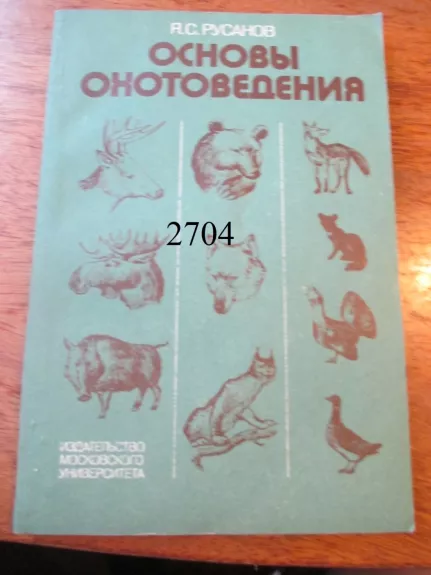 Я.С. РУСАНОВ
ОСНОВЫ
ОХОТОВЕДЕНИЯ
2704
ИЗДАТЕЛЬСТВО
МОСКОВСКОГО
УНИВЕРСИТЕТА